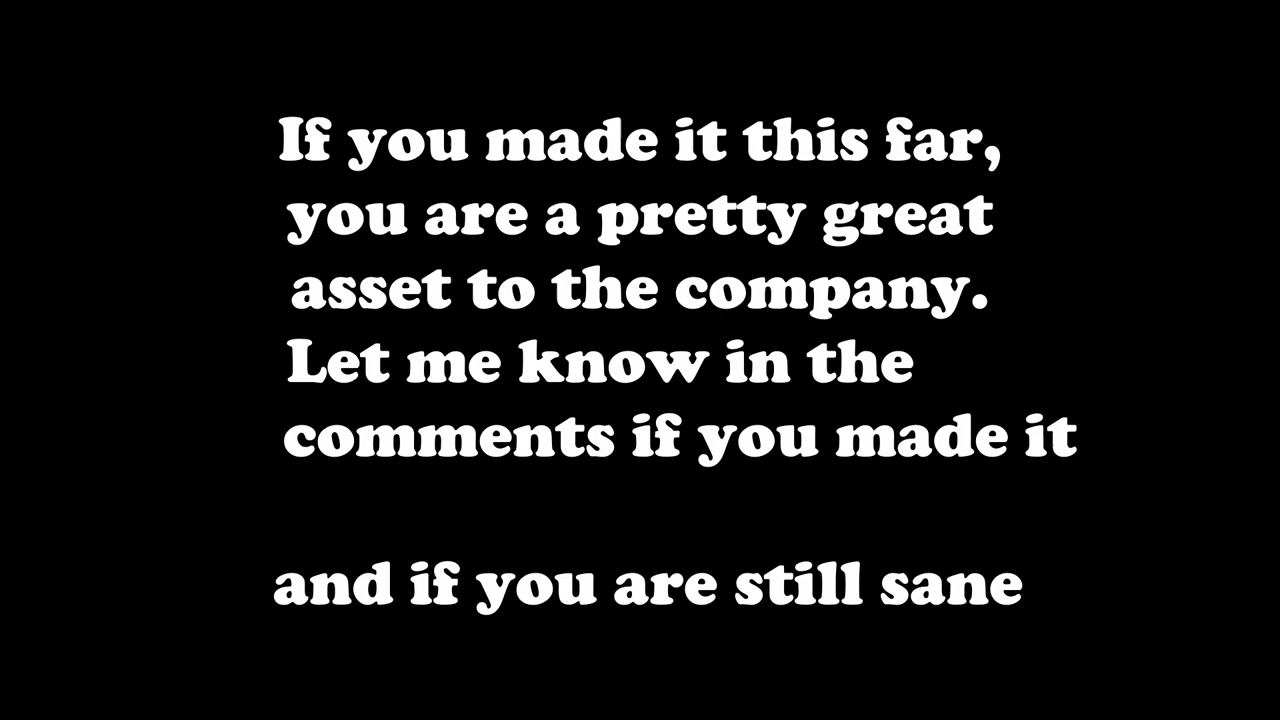 If you made it this far,
you are a pretty great
asset to the company.
Let me know in the
comments if you made it
and if you are still sane